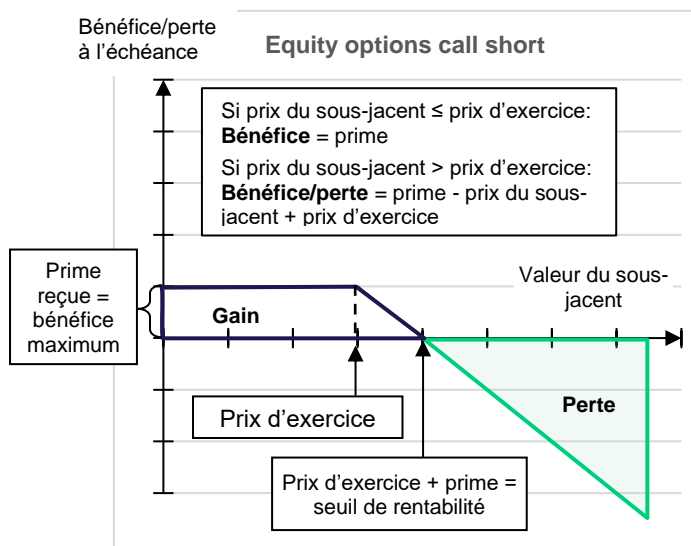 Bénéfice/perte
à l'échéance
Equity options call short
Si prix du sous-jacent ≤ prix d'exercice:
Bénéfice = prime
Si prix du sous-jacent > prix d'exercice:
Bénéfice/perte = prime - prix du sous-
jacent + prix d'exercice
Prime
reçue =
bénéfice
maximum
Gain
Valeur du sous-
jacent
Prix d'exercice
Perte
Prix d'exercice + prime =
seuil de rentabilité